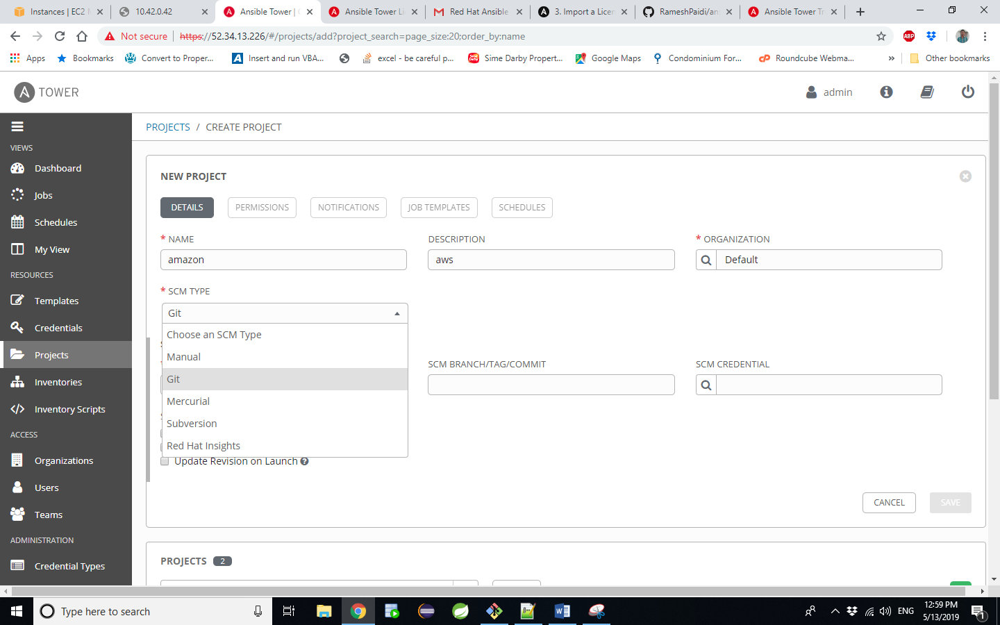 Instances | EC2 M
10.42.0.42
Ansible Tower |
Ansible Tower Li
Red Hat Ansible
3. Import a Licen
RameshPaidi/an
Ansible Tower Tr
Not secure
https://52.34.13.226/#/projects/add?project_search=page_size:20;order_by:name
ABP
Apps
Bookmarks
Convert to Proper...
Insert and run VBA...
excel - be careful p...
Sime Darby Propert...
Google Maps
Condominium For...
Roundcube Webma...
»
Other bookmarks
A TOWER
admin
PROJECTS / CREATE PROJECT
VIEWS
Dashboard
Jobs
Schedules
My View
RESOURCES
Templates
Credentials
Projects
Inventories
Inventory Scripts
ACCESS
Organizations
Users
Teams
ADMINISTRATION
Credential Types
NEW PROJECT
DETAILS
PERMISSIONS
NOTIFICATIONS
JOB TEMPLATES
SCHEDULES
* NAME
DESCRIPTION
* ORGANIZATION
amazon
aws
Default
* SCM TYPE
Git
Choose an SCM Type
Manual
Git
Mercurial
Subversion
Red Hat Insights
SCM BRANCH/TAG/COMMIT
SCM CREDENTIAL
Update Revision on Launch
CANCEL
SAVE
PROJECTS 2
Type here to search
ENG
12:59 PM
5/13/2019
1